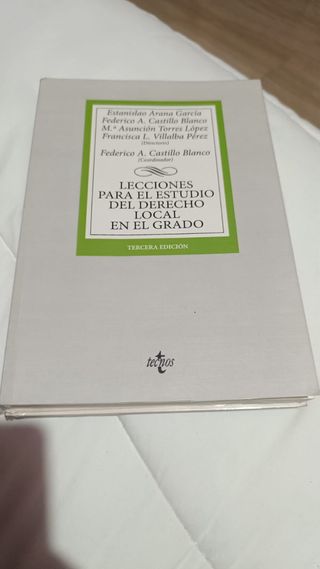 Estanislao Arana García
Federico A. Castillo Blanco
M.ª Asunción Torres López
Francisca L. Villalba Pérez
(Directores)
Federico A. Castillo Blanco
(Coordinador)
LECCIONES
PARA EL ESTUDIO
DEL DERECHO
LOCAL
EN EL GRADO
TERCERA EDICIÓN
tecnos